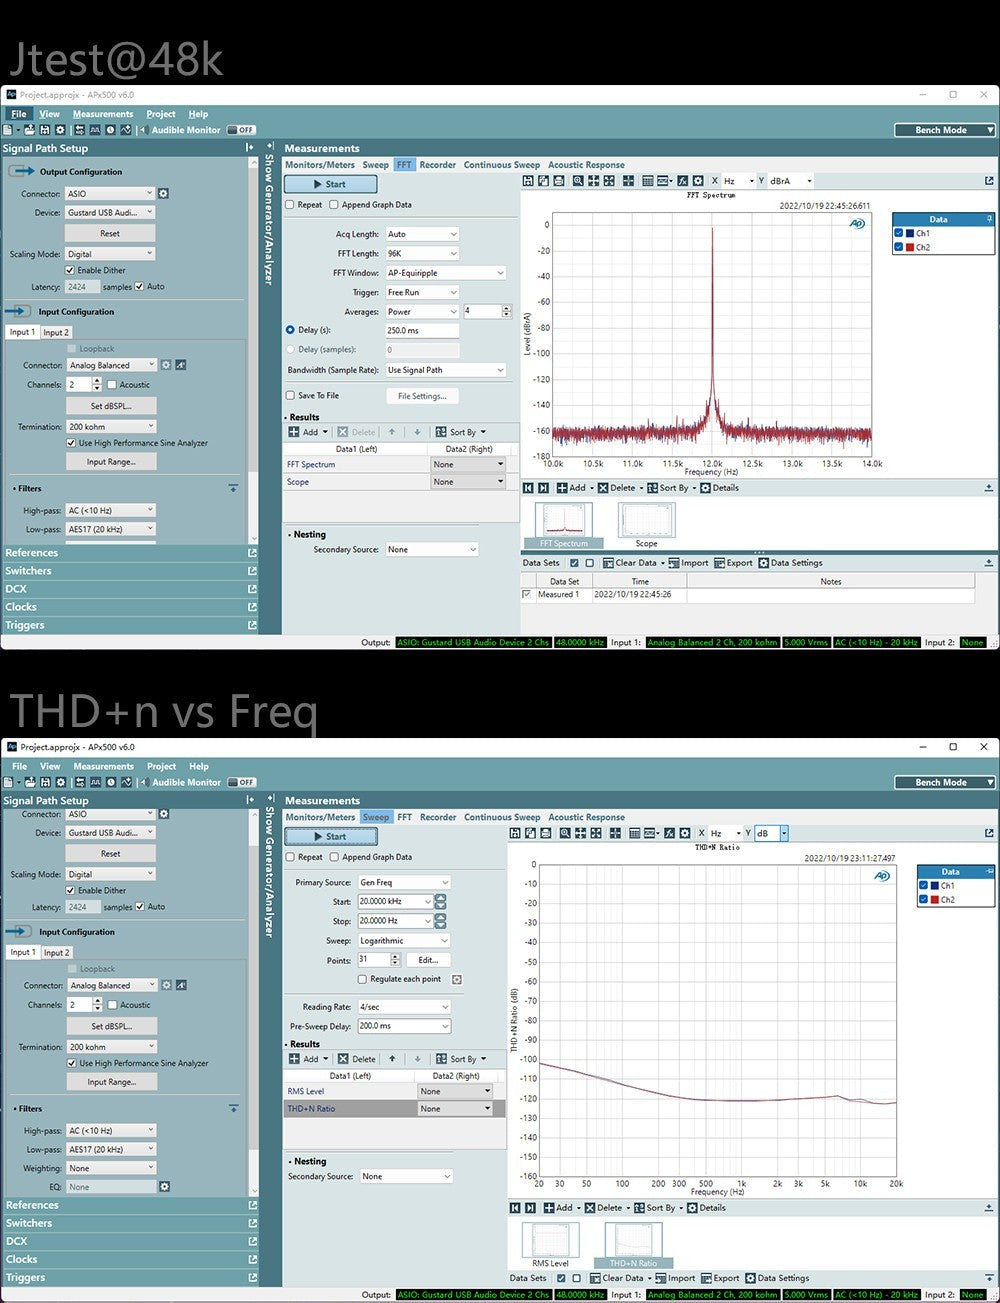 Jtest@48k
Project.approjx - APx500 v6.0
File View Measurements Project Help
Audible Monitor OFF Bench Mode
Signal Path Setup
Output Configuration
Connector: ASIO
Device: Gustard USB Audi...
Reset
Scaling Mode: Digital
Enable Dither
Latency: 2424 samples Auto
Input Configuration
Input 1 Input 2
Loopback
Connector: Analog Balanced
Channels: 2 Acoustic
Set dBSPL...
Termination: 200 kohm
Use High Performance Sine Analyzer
Input Range...
Filters
High-pass: AC (<10 Hz)
Low-pass: AES17 (20 kHz)
References
Switchers
DCX
Clocks
Triggers
Show Generator/Analyzer
Measurements
Monitors/Meters Sweep FFT Recorder Continuous Sweep Acoustic Response
Start
Repeat Append Graph Data
Acq Length: Auto
FFT Length: 96K
FFT Window: AP-Equiripple
Trigger: Free Run
Averages: Power 4
Delay (s): 250.0 ms
Delay (samples): 0
Bandwidth (Sample Rate): Use Signal Path
Save To File File Settings...
Results
Add Delete Sort By
Data1 (Left) Data2 (Right)
FFT Spectrum None
Scope None
Nesting
Secondary Source: None
X Hz Y dBrA
FFT Spectrum
2022/10/19 22:45:26.611
AP
Data
Ch1
Ch2
Level (dBrA)
0
-20
-40
-60
-80
-100
-120
-140
-160
-180
10.0k 10.5k 11.0k 11.5k 12.0k 12.5k 13.0k 13.5k 14.0k
Frequency (Hz)
Add Delete Sort By Details
FFT Spectrum Scope
Data Sets Clear Data Import Export Data Settings
Data Set Time Notes
Measured 1 2022/10/19 22:45:26
Output: ASIO: Gustard USB Audio Device 2 Chs 48.0000 kHz Input 1: Analog Balanced 2 Ch, 200 kohm 5.000 Vrms AC (<10 Hz) - 20 kHz Input 2: None
THD+n vs Freq
Project.approjx - APx500 v6.0
File View Measurements Project Help
Audible Monitor OFF Bench Mode
Signal Path Setup
Connector: ASIO
Device: Gustard USB Audi...
Reset
Scaling Mode: Digital
Enable Dither
Latency: 2424 samples Auto
Input Configuration
Input 1 Input 2
Loopback
Connector: Analog Balanced
Channels: 2 Acoustic
Set dBSPL...
Termination: 200 kohm
Use High Performance Sine Analyzer
Input Range...
Filters
High-pass: AC (<10 Hz)
Low-pass: AES17 (20 kHz)
Weighting: None
EQ: None
References
Switchers
DCX
Clocks
Triggers
Show Generator/Analyzer
Measurements
Monitors/Meters Sweep FFT Recorder Continuous Sweep Acoustic Response
Start
Repeat Append Graph Data
Primary Source: Gen Freq
Start: 20.0000 kHz
Stop: 20.0000 Hz
Sweep: Logarithmic
Points: 31 Edit...
Regulate each point
Reading Rate: 4/sec
Pre-Sweep Delay: 200.0 ms
Results
Add Delete Sort By
Data1 (Left) Data2 (Right)
RMS Level None
THD+N Ratio None
Nesting
Secondary Source: None
X Hz Y dB
THD+N Ratio
2022/10/19 23:11:27.497
AP
Data
Ch1
Ch2
THD+N Ratio (dB)
0
-10
-20
-30
-40
-50
-60
-70
-80
-90
-100
-110
-120
-130
-140
-150
-160
20 30 50 100 200 300 500 1k 2k 3k 5k 10k 20k
Frequency (Hz)
Add Delete Sort By Details
RMS Level THD+N Ratio
Data Sets Clear Data Import Export Data Settings
Output: ASIO: Gustard USB Audio Device 2 Chs 48.0000 kHz Input 1: Analog Balanced 2 Ch, 200 kohm 5.000 Vrms AC (<10 Hz) - 20 kHz Input 2: None